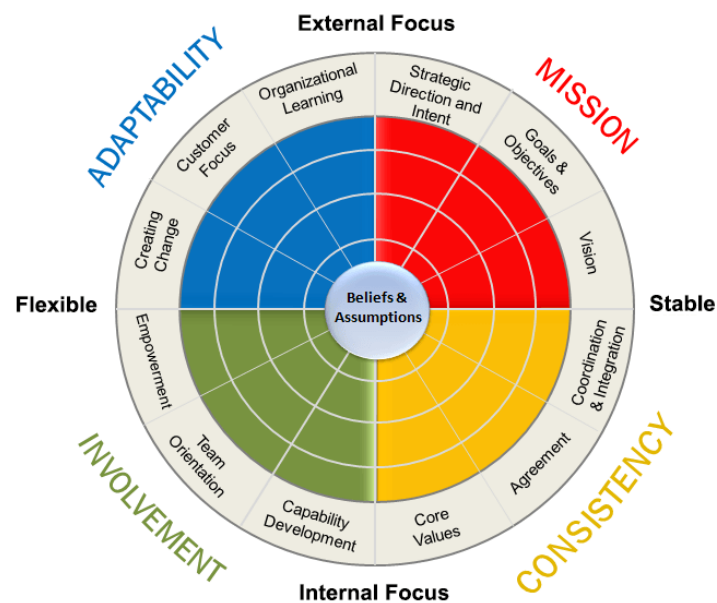 External Focus
ADAPTABILITY
MISSION
Organizational
Learning
Strategic
Direction and
Intent
Customer
Focus
Goals &
Objectives
Creating
Change
Vision
Flexible
Beliefs &
Assumptions
Stable
Empowerment
Coordination
& Integration
Team
Orientation
Agreement
Capability
Development
Core
Values
INVOLVEMENT
CONSISTENCY
Internal Focus